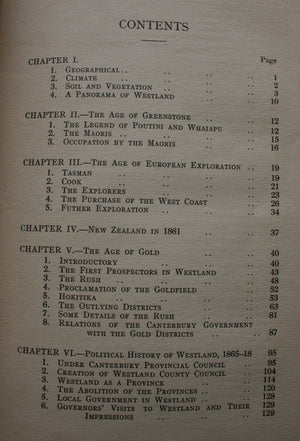 CONTENTS
CHAPTER I. Page
1. Geographical .. .. .. .. 1
2. Climate .. .. .. .. 2
3. Soil and Vegetation .. .. .. 3
4. A Panorama of Westland .. .. 10
CHAPTER II.—The Age of Greenstone .. .. 12
1. The Legend of Poutini and Whaiapu .. 12
2. The Maoris .. .. .. .. 15
3. Occupation by the Maoris .. .. 16
CHAPTER III.—The Age of European Exploration .. 19
1. Tasman .. .. .. .. 19
2. Cook .. .. .. .. 21
3. The Explorers .. .. .. 23
4. The Purchase of the West Coast .. 26
5. Futher Exploration .. .. .. 34
CHAPTER IV.—New Zealand in 1861 .. .. 37
CHAPTER V.—The Age of Gold .. .. 40
1. Introductory .. .. .. 40
2. The First Prospectors in Westland .. 43
3. The Rush .. .. .. .. 48
4. Proclamation of the Goldfield .. .. 52
5. Hokitika .. .. .. .. 53
6. The Outlying Districts .. .. 63
7. Some Details of the Rush .. .. 81
8. Relations of the Canterbury Government
with the Gold Districts .. .. 87
CHAPTER VI.—Political History of Westland, 1865-18 95
1. Under Canterbury Provincial Council .. 95
2. Creation of Westland County Council .. 104
3. Westland as a Province .. .. 114
4. The Abolition of the Provinces .. .. 120
5. Local Government in Westland .. .. 128
6. Governors' Visits to Westland and Their
Impressions .. .. .. .. 129